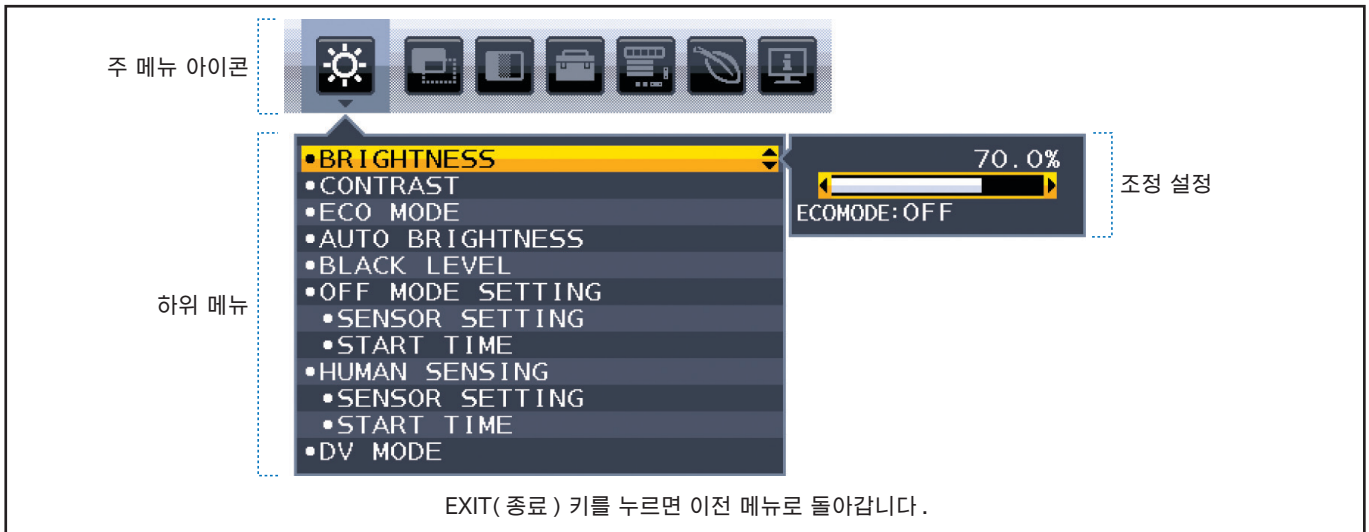 주 메뉴 아이콘
•BRIGHTNESS
70.0%
조정 설정
•CONTRAST
•ECO MODE
ECOMODE:OFF
•AUTO BRIGHTNESS
•BLACK LEVEL
하위 메뉴
•OFF MODE SETTING
•SENSOR SETTING
•START TIME
•HUMAN SENSING
•SENSOR SETTING
•START TIME
•DV MODE
EXIT( 종료 ) 키를 누르면 이전 메뉴로 돌아갑니다 .